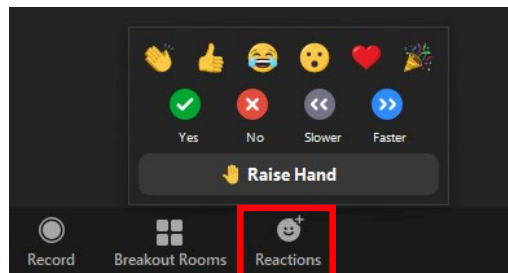 Yes No Slower Faster
Raise Hand
Record Breakout Rooms Reactions